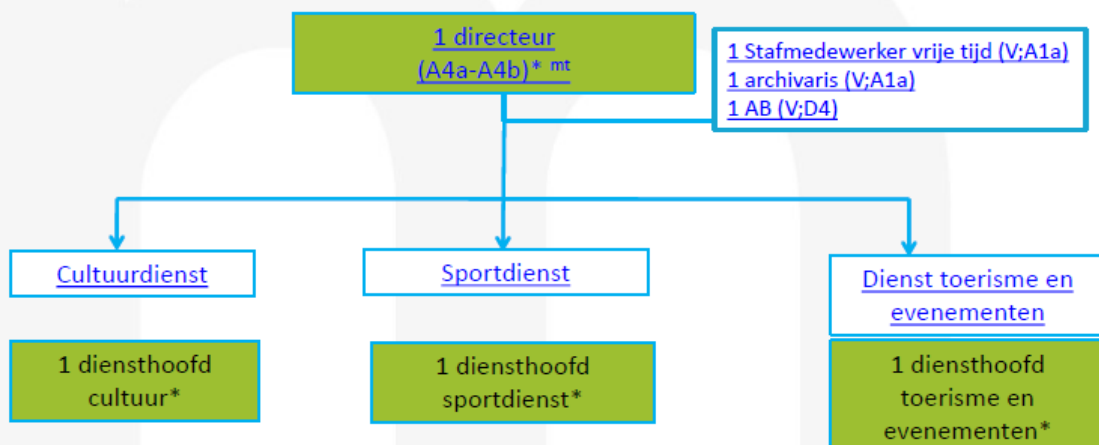 1 directeur
(A4a-A4b)* mt
1 Stafmedewerker vrije tijd (V;A1a)
1 archivaris (V;A1a)
1 AB (V;D4)
Cultuurdienst
Sportdienst
Dienst toerisme en
evenementen
1 diensthoofd
cultuur*
1 diensthoofd
sportdienst*
1 diensthoofd
toerisme en
evenementen*